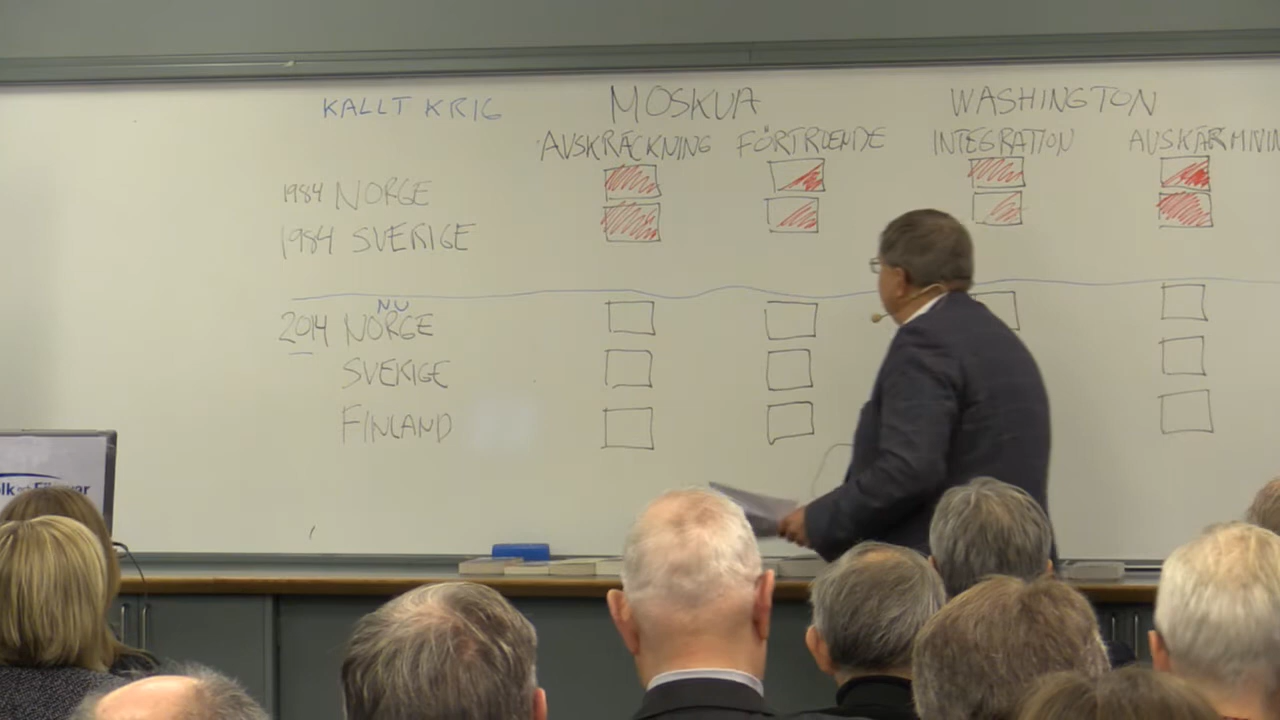 KALLT KRIG MOSKVA WASHINGTON
AVSKRÄCKNING FÖRTROENDE INTEGRATION AVSKÄRMNIN
1984 NORGE
1984 SVERIGE
NU
2014 NORGE
SVERIGE
FINLAND